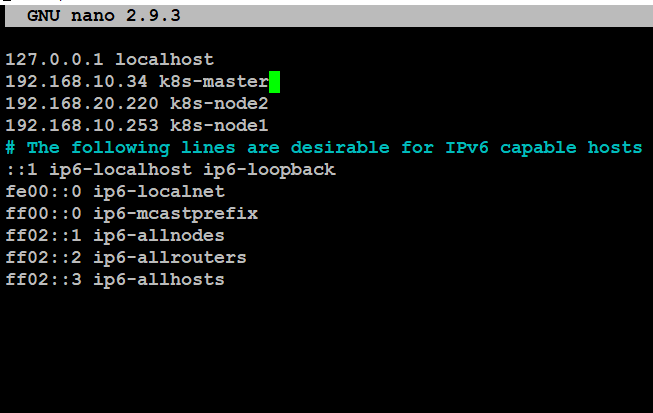 GNU nano 2.9.3
127.0.0.1 localhost
192.168.10.34 k8s-master
192.168.20.220 k8s-node2
192.168.10.253 k8s-node1
# The following lines are desirable for IPv6 capable hosts
::1 ip6-localhost ip6-loopback
fe00::0 ip6-localnet
ff00::0 ip6-mcastprefix
ff02::1 ip6-allnodes
ff02::2 ip6-allrouters
ff02::3 ip6-allhosts